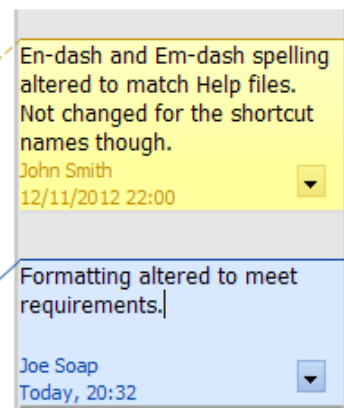 En-dash and Em-dash spelling
altered to match Help files.
Not changed for the shortcut
names though.
John Smith
12/11/2012 22:00
Formatting altered to meet
requirements.
Joe Soap
Today, 20:32